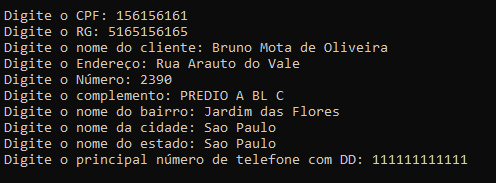 Digite o CPF: 156156161
Digite o RG: 5165156165
Digite o nome do cliente: Bruno Mota de Oliveira
Digite o Endereço: Rua Arauto do Vale
Digite o Número: 2390
Digite o complemento: PREDIO A BL C
Digite o nome do bairro: Jardim das Flores
Digite o nome da cidade: Sao Paulo
Digite o nome do estado: Sao Paulo
Digite o principal número de telefone com DD: 111111111111